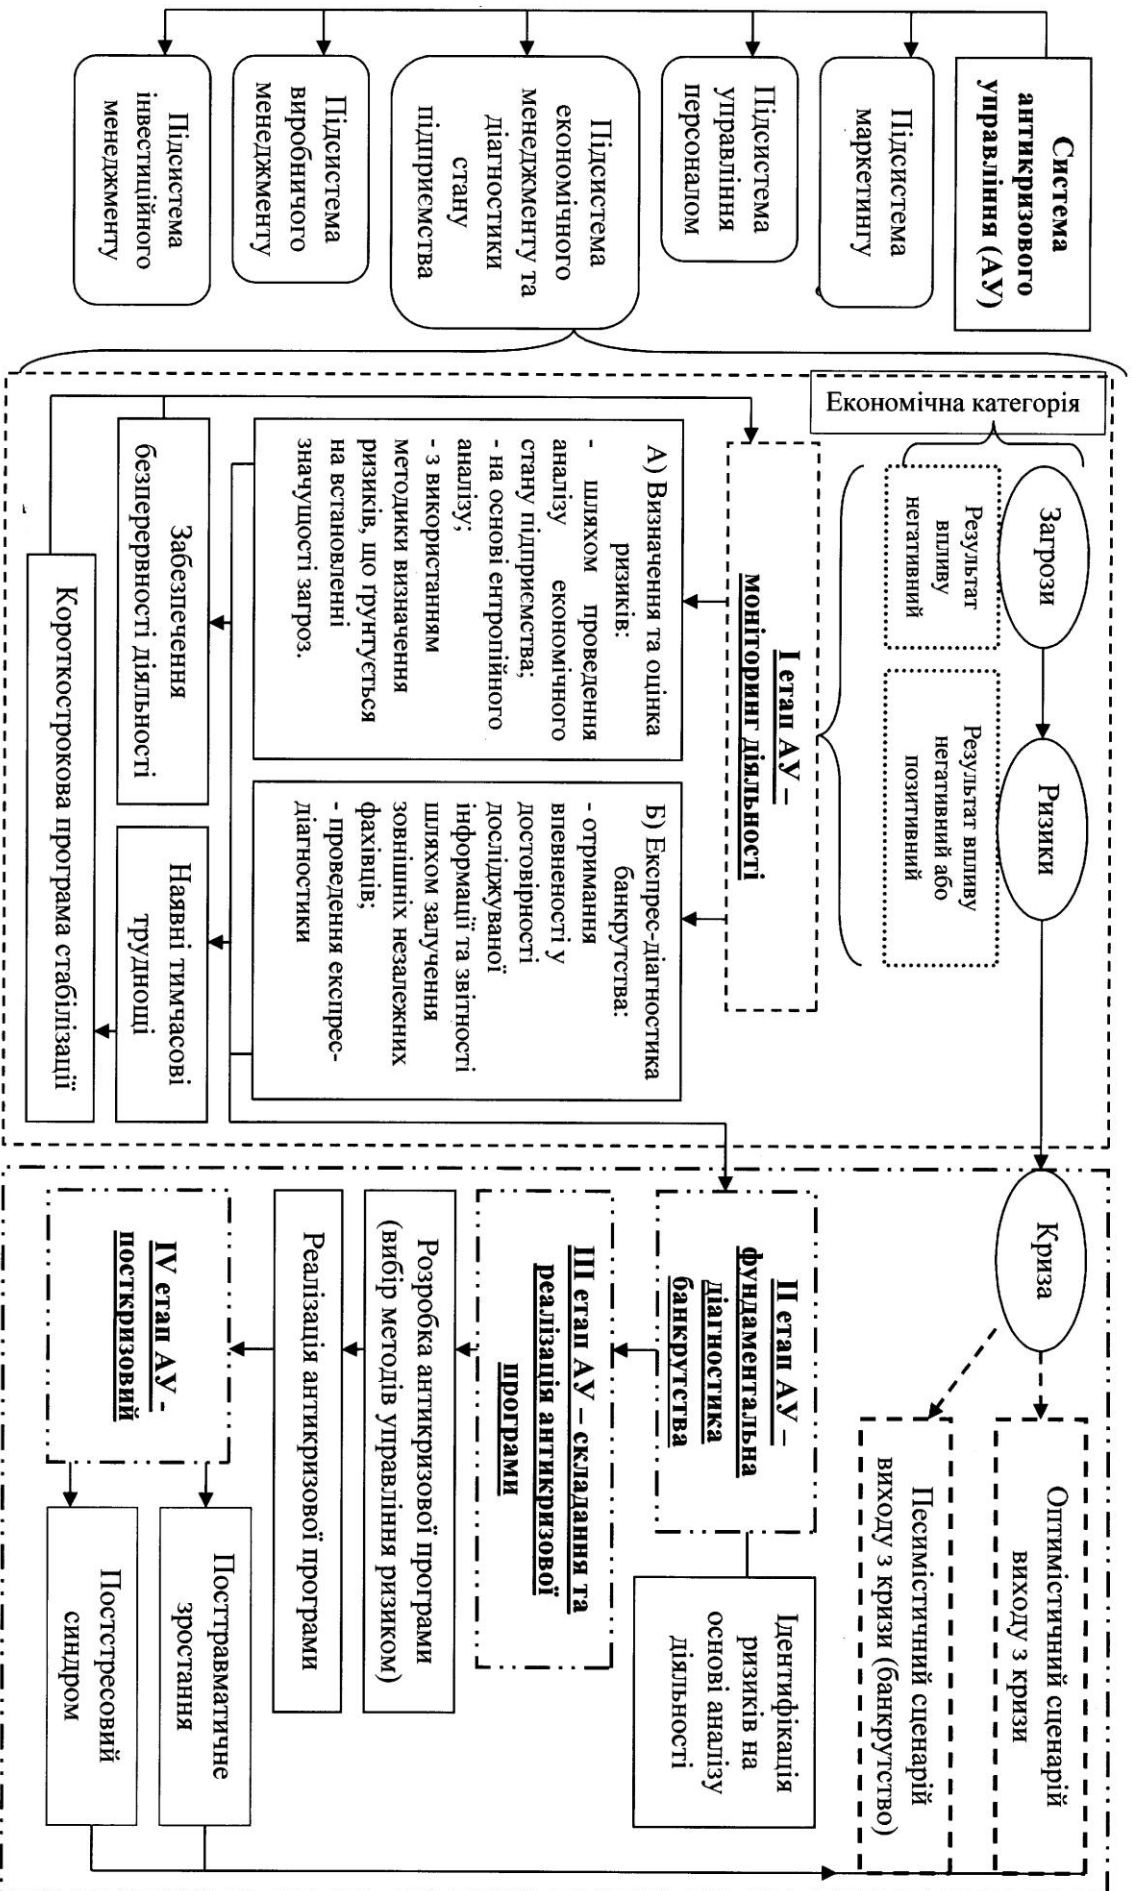 Система
антикризового
управління (АУ)
Підсистема
маркетингу
Підсистема
управління
персоналом
Підсистема
економічного
менеджменту та
діагностики
стану
підприємства
Підсистема
виробничого
менеджменту
Підсистема
інвестиційного
менеджменту
Економічна категорія
Загрози
Результат
впливу
негативний
Ризики
Результат впливу
негативний або
позитивний
І етап АУ –
моніторинг діяльності
А) Визначення та оцінка
ризиків:
- шляхом проведення
аналізу економічного
стану підприємства;
- на основі ентропійного
аналізу;
- з використанням
методики визначення
ризиків, що ґрунтується
на встановленні
значущості загроз.
Б) Експрес-діагностика
банкрутства:
- отримання
впевненості у
достовірності
досліджуваної
інформації та звітності
шляхом залучення
зовнішніх незалежних
фахівців;
- проведення експрес-
діагностики
Забезпечення
безперервності діяльності
Наявні тимчасові
труднощі
Короткострокова програма стабілізації
Криза
Оптимістичний сценарій
виходу з кризи
Песимістичний сценарій
виходу з кризи (банкрутство)
ІІ етап АУ –
фундаментальна
діагностика
банкрутства
Ідентифікація
ризиків на
основі аналізу
діяльності
ІІІ етап АУ – складання та
реалізація антикризової
програми
Розробка антикризової програми
(вибір методів управління ризиком)
Реалізація антикризової програми
IV етап АУ -
посткризовий
Посттравматичне
зростання
Постстресовий
синдром